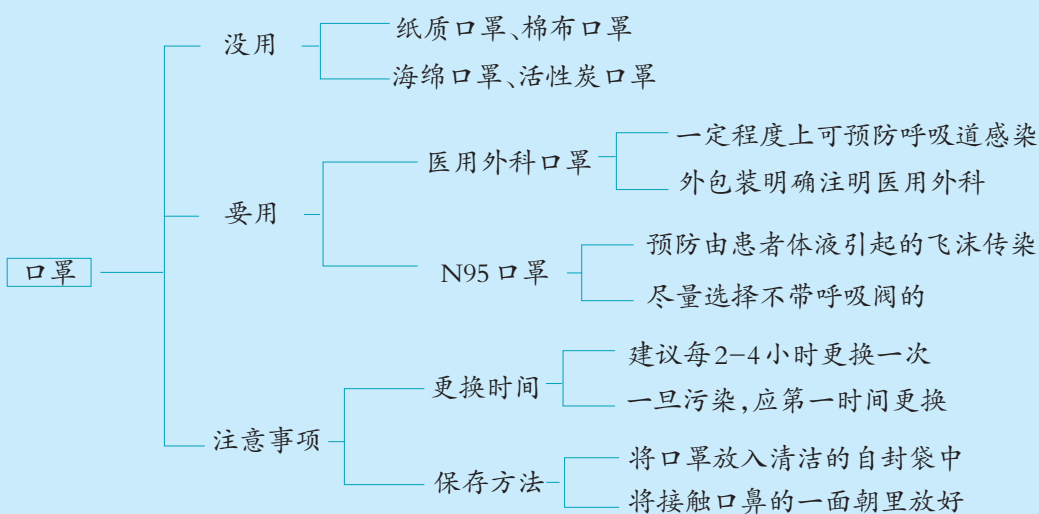 口罩
没用
纸质口罩、棉布口罩
海绵口罩、活性炭口罩
要用
医用外科口罩
一定程度上可预防呼吸道感染
外包装明确注明医用外科
N95口罩
预防由患者体液引起的飞沫传染
尽量选择不带呼吸阀的
注意事项
更换时间
建议每2-4小时更换一次
一旦污染,应第一时间更换
保存方法
将口罩放入清洁的自封袋中
将接触口鼻的一面朝里放好